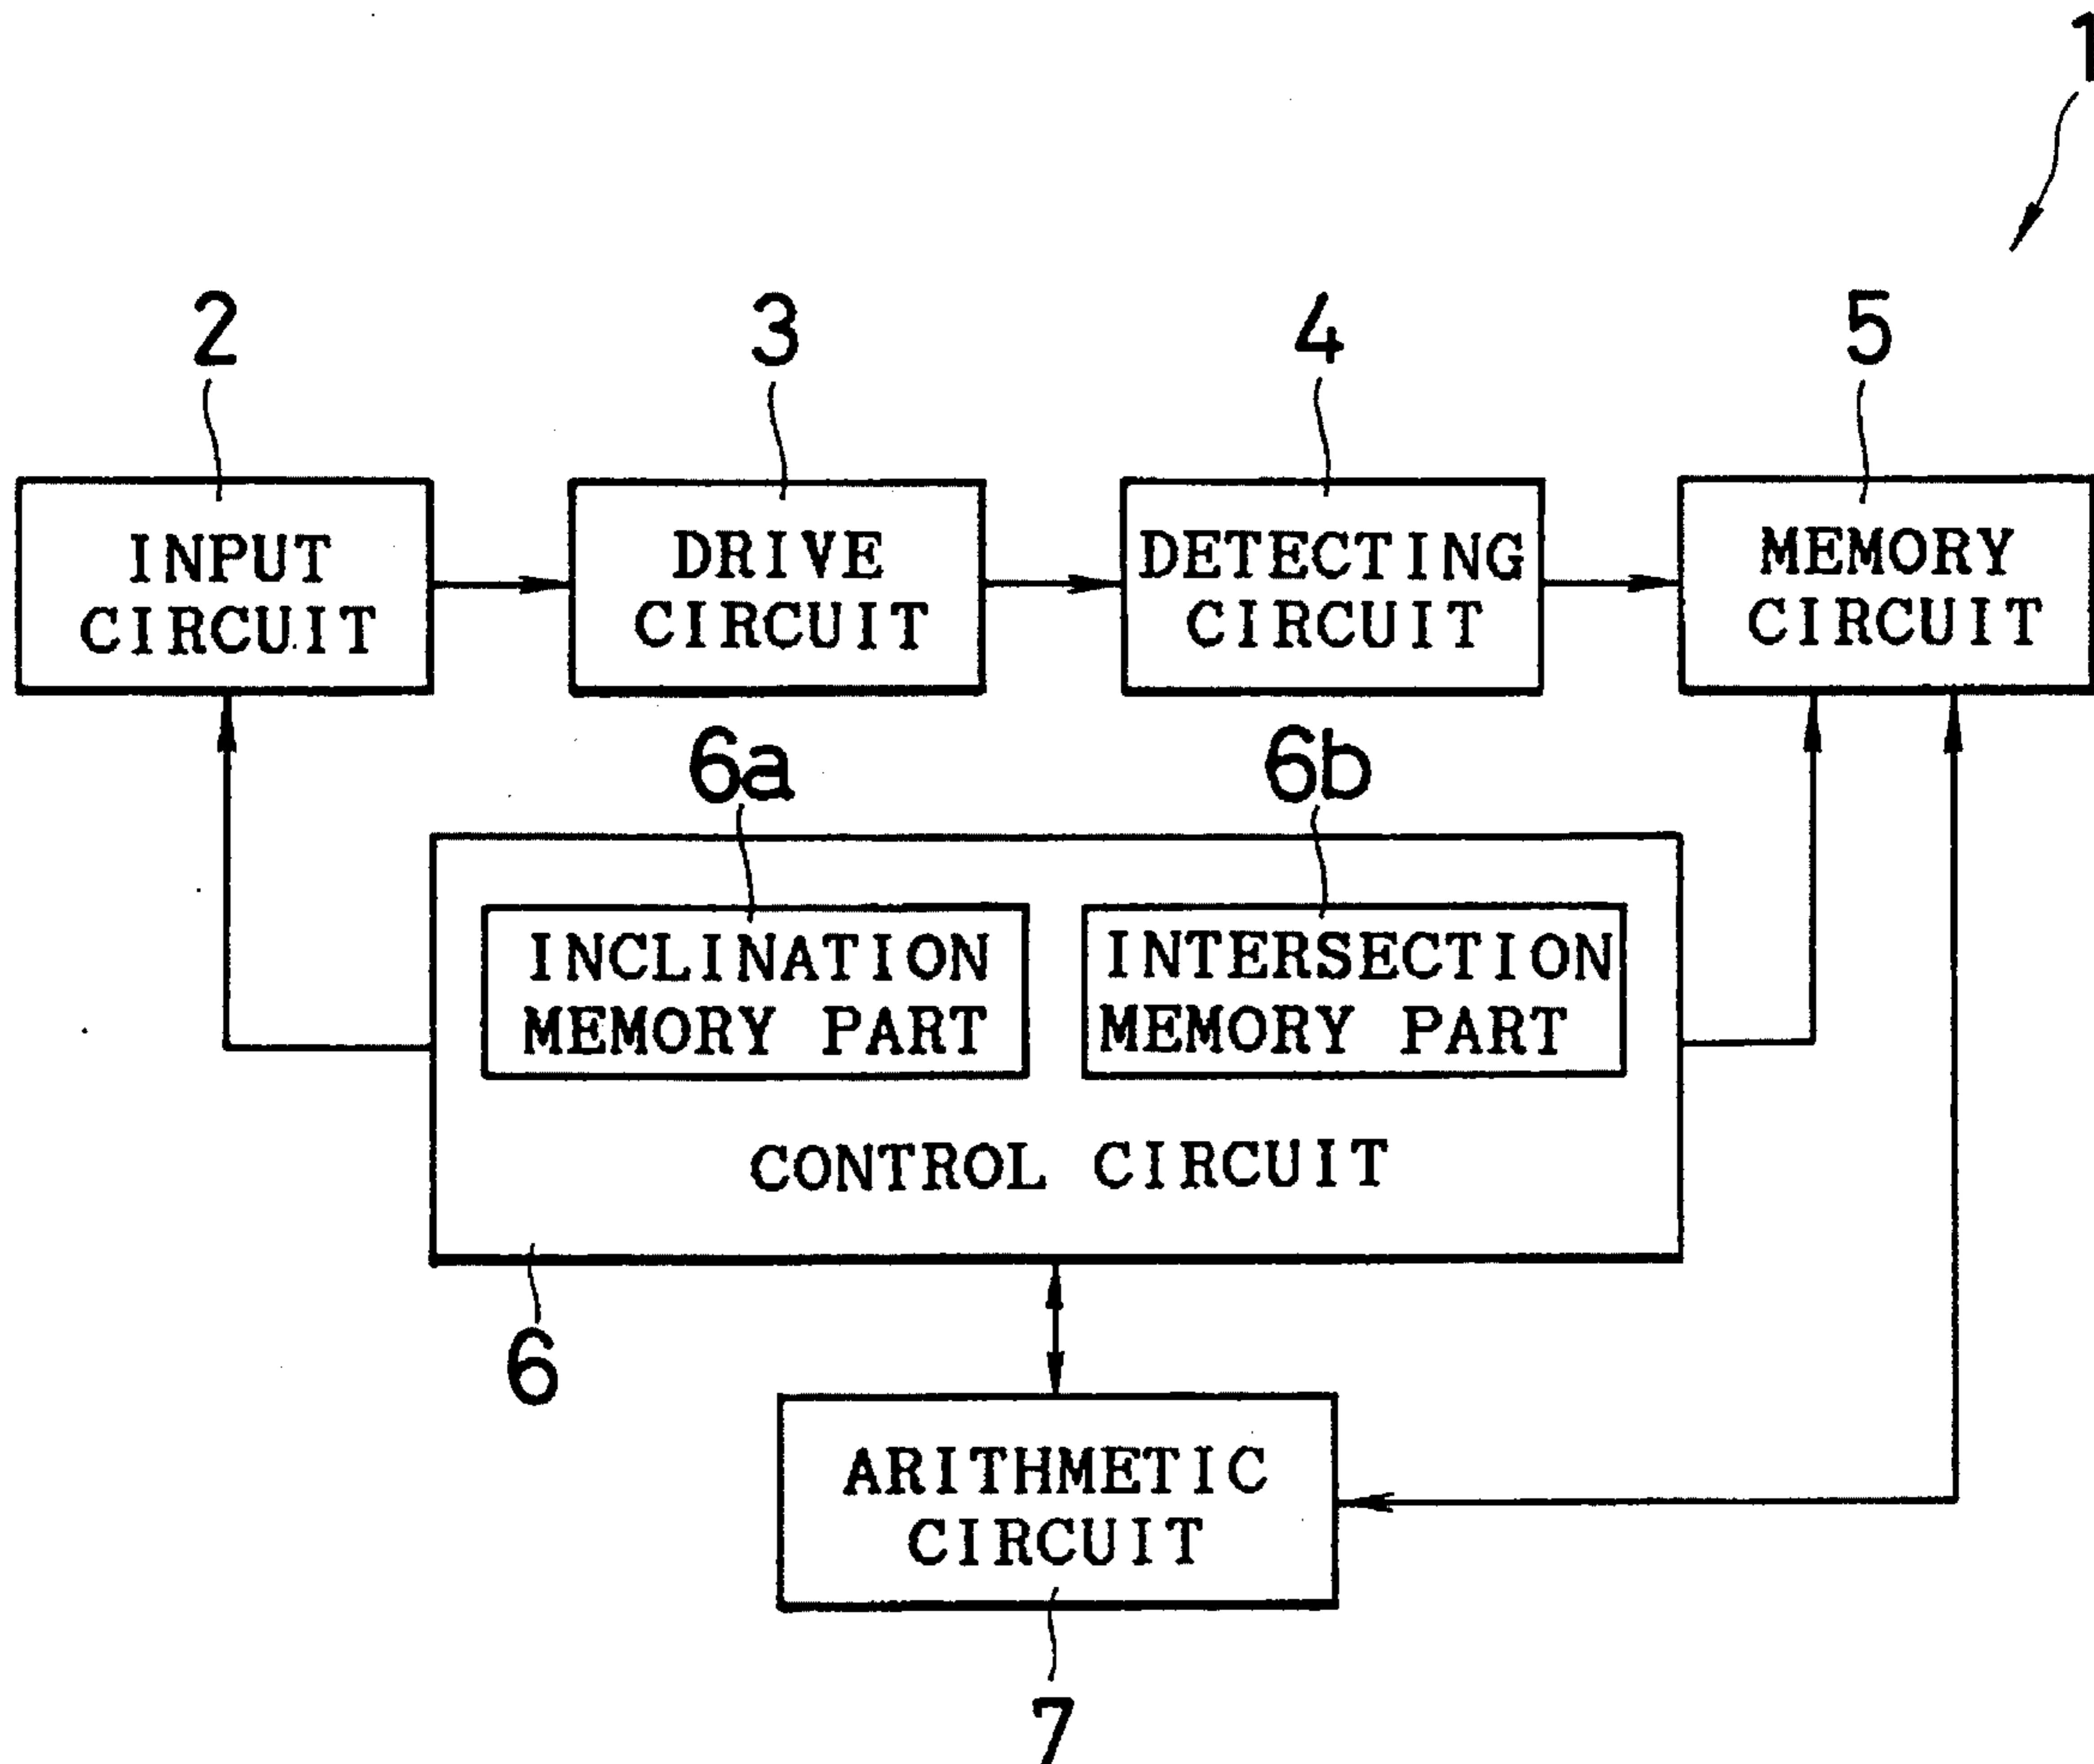 1
2
3
4
5
INPUT
CIRCUIT
DRIVE
CIRCUIT
DETECTING
CIRCUIT
MEMORY
CIRCUIT
6a
6b
INCLINATION
MEMORY PART
INTERSECTION
MEMORY PART
CONTROL CIRCUIT
6
ARITHMETIC
CIRCUIT
7